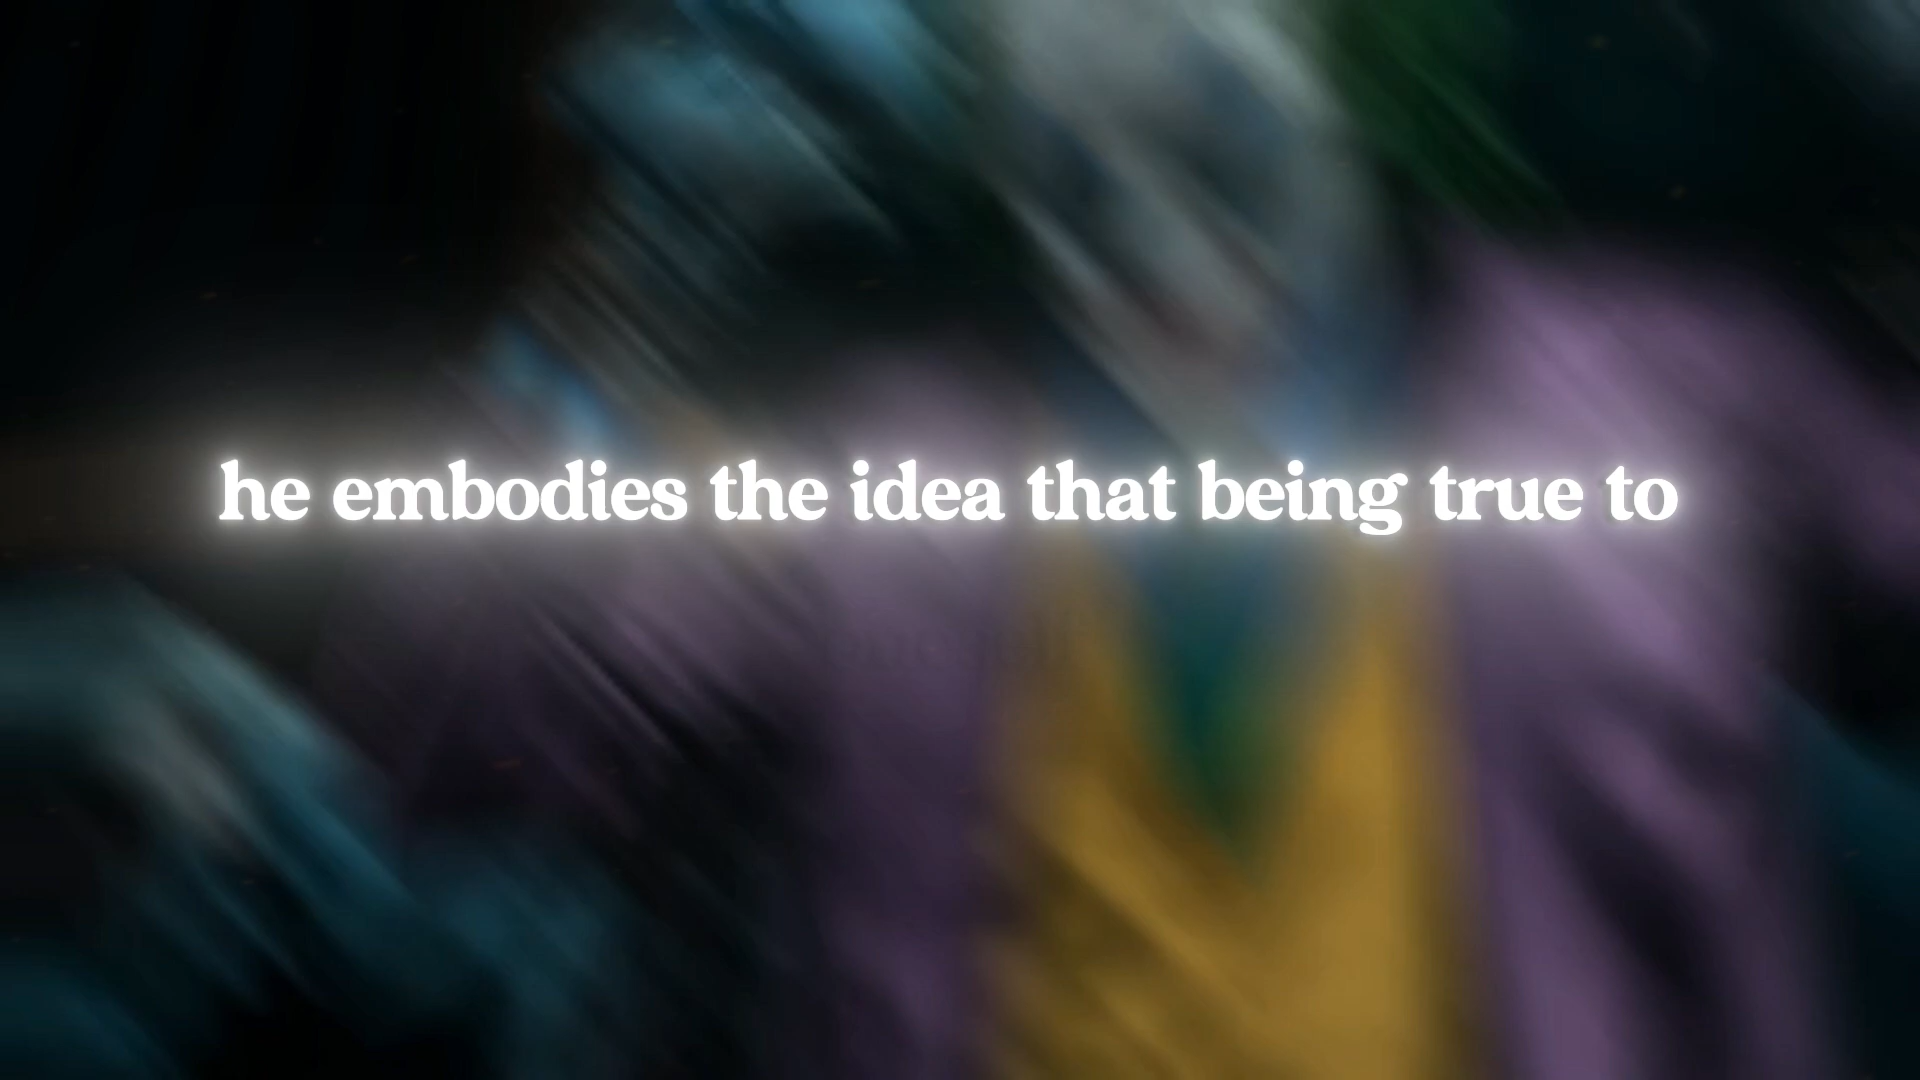 he embodies the idea that being true to